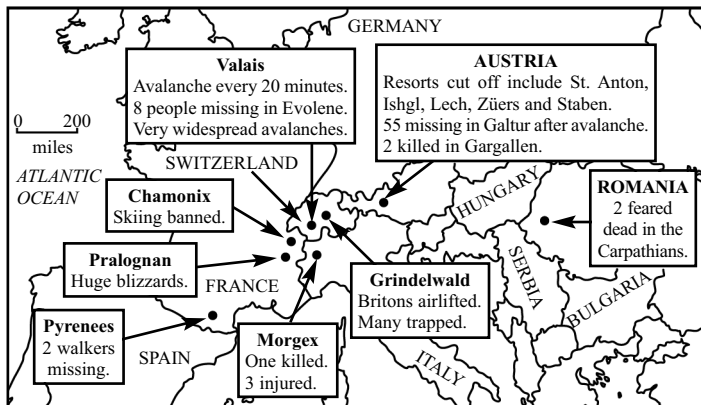 GERMANY
Valais
Avalanche every 20 minutes.
8 people missing in Evolene.
Very widespread avalanches.
AUSTRIA
Resorts cut off include St. Anton,
Ishgl, Lech, Züers and Staben.
55 missing in Galtur after avalanche.
2 killed in Gargallen.
0 200
miles
ATLANTIC
OCEAN
SWITZERLAND
HUNGARY
ROMANIA
2 feared
dead in the
Carpathians.
Chamonix
Skiing banned.
Pralognan
Huge blizzards.
FRANCE
Grindelwald
Britons airlifted.
Many trapped.
SERBIA
BULGARIA
Pyrenees
2 walkers
missing.
SPAIN
Morgex
One killed.
3 injured.
ITALY